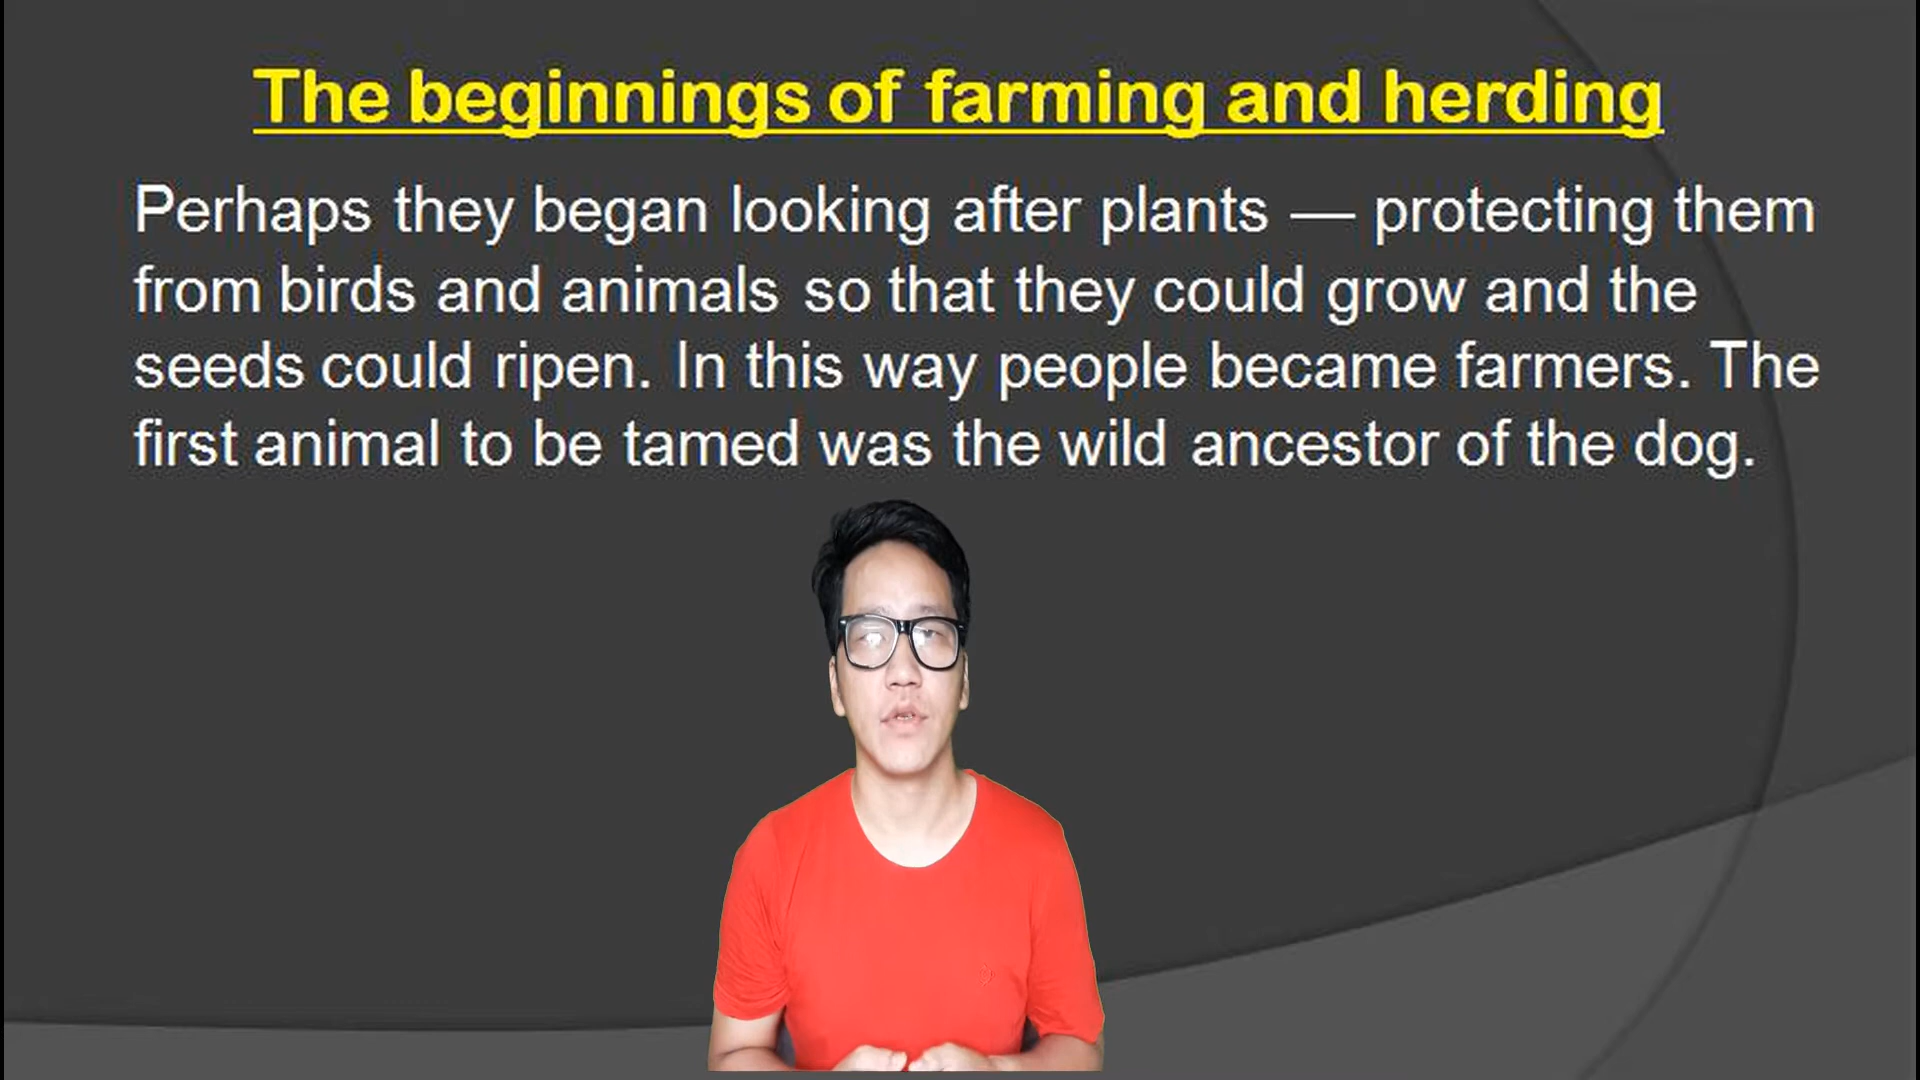 The beginnings of farming and herding
Perhaps they began looking after plants — protecting them
from birds and animals so that they could grow and the
seeds could ripen. In this way people became farmers. The
first animal to be tamed was the wild ancestor of the dog.